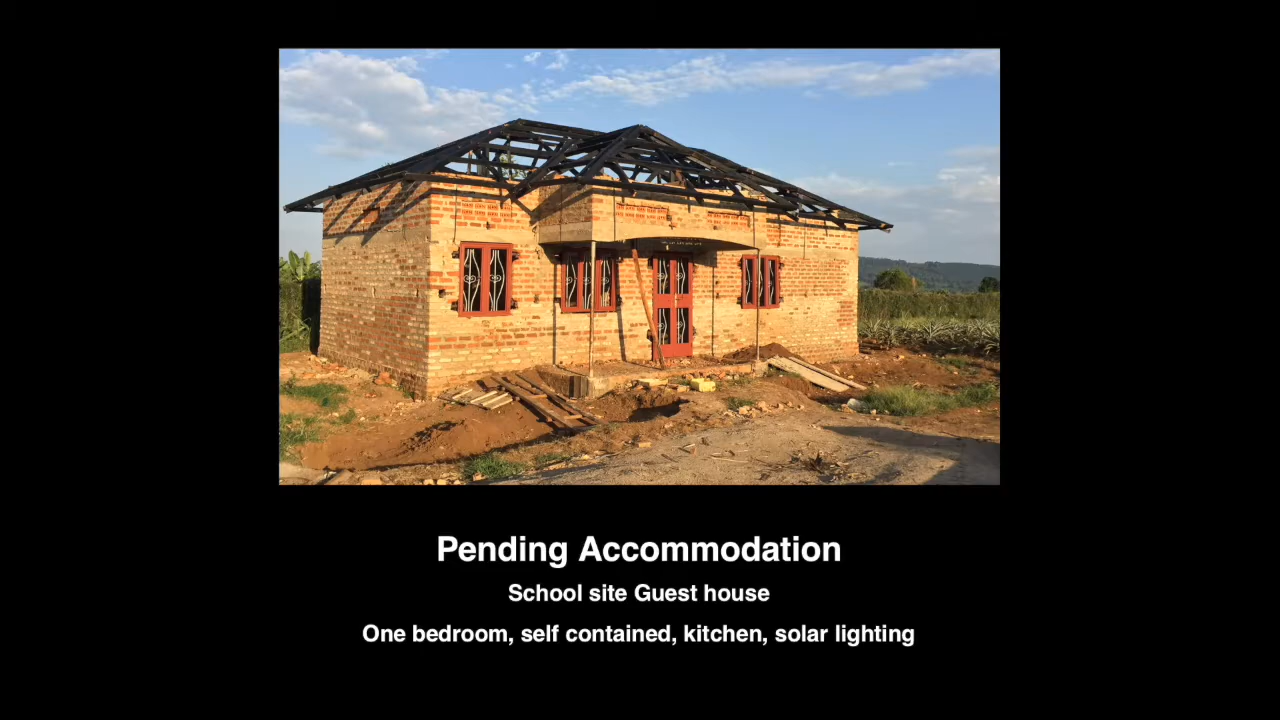 Pending Accommodation
School site Guest house
One bedroom, self contained, kitchen, solar lighting